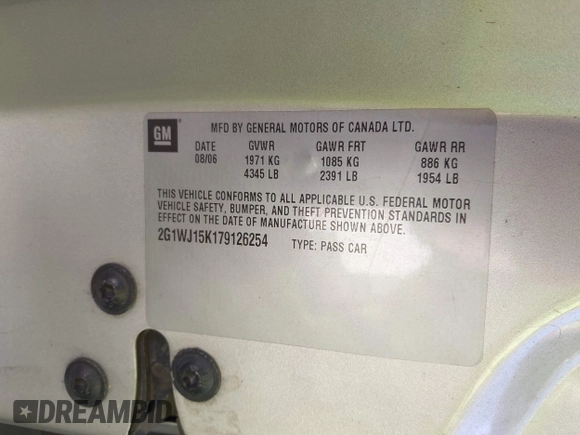 GM
MFD BY GENERAL MOTORS OF CANADA LTD.
DATE GVWR GAWR FRT GAWR RR
08/06 1971 KG 1085 KG 886 KG
4345 LB 2391 LB 1954 LB
THIS VEHICLE CONFORMS TO ALL APPLICABLE U.S. FEDERAL MOTOR
VEHICLE SAFETY, BUMPER, AND THEFT PREVENTION STANDARDS IN
EFFECT ON THE DATE OF MANUFACTURE SHOWN ABOVE.
2G1WJ15K179126254 TYPE: PASS CAR
DREAMBID